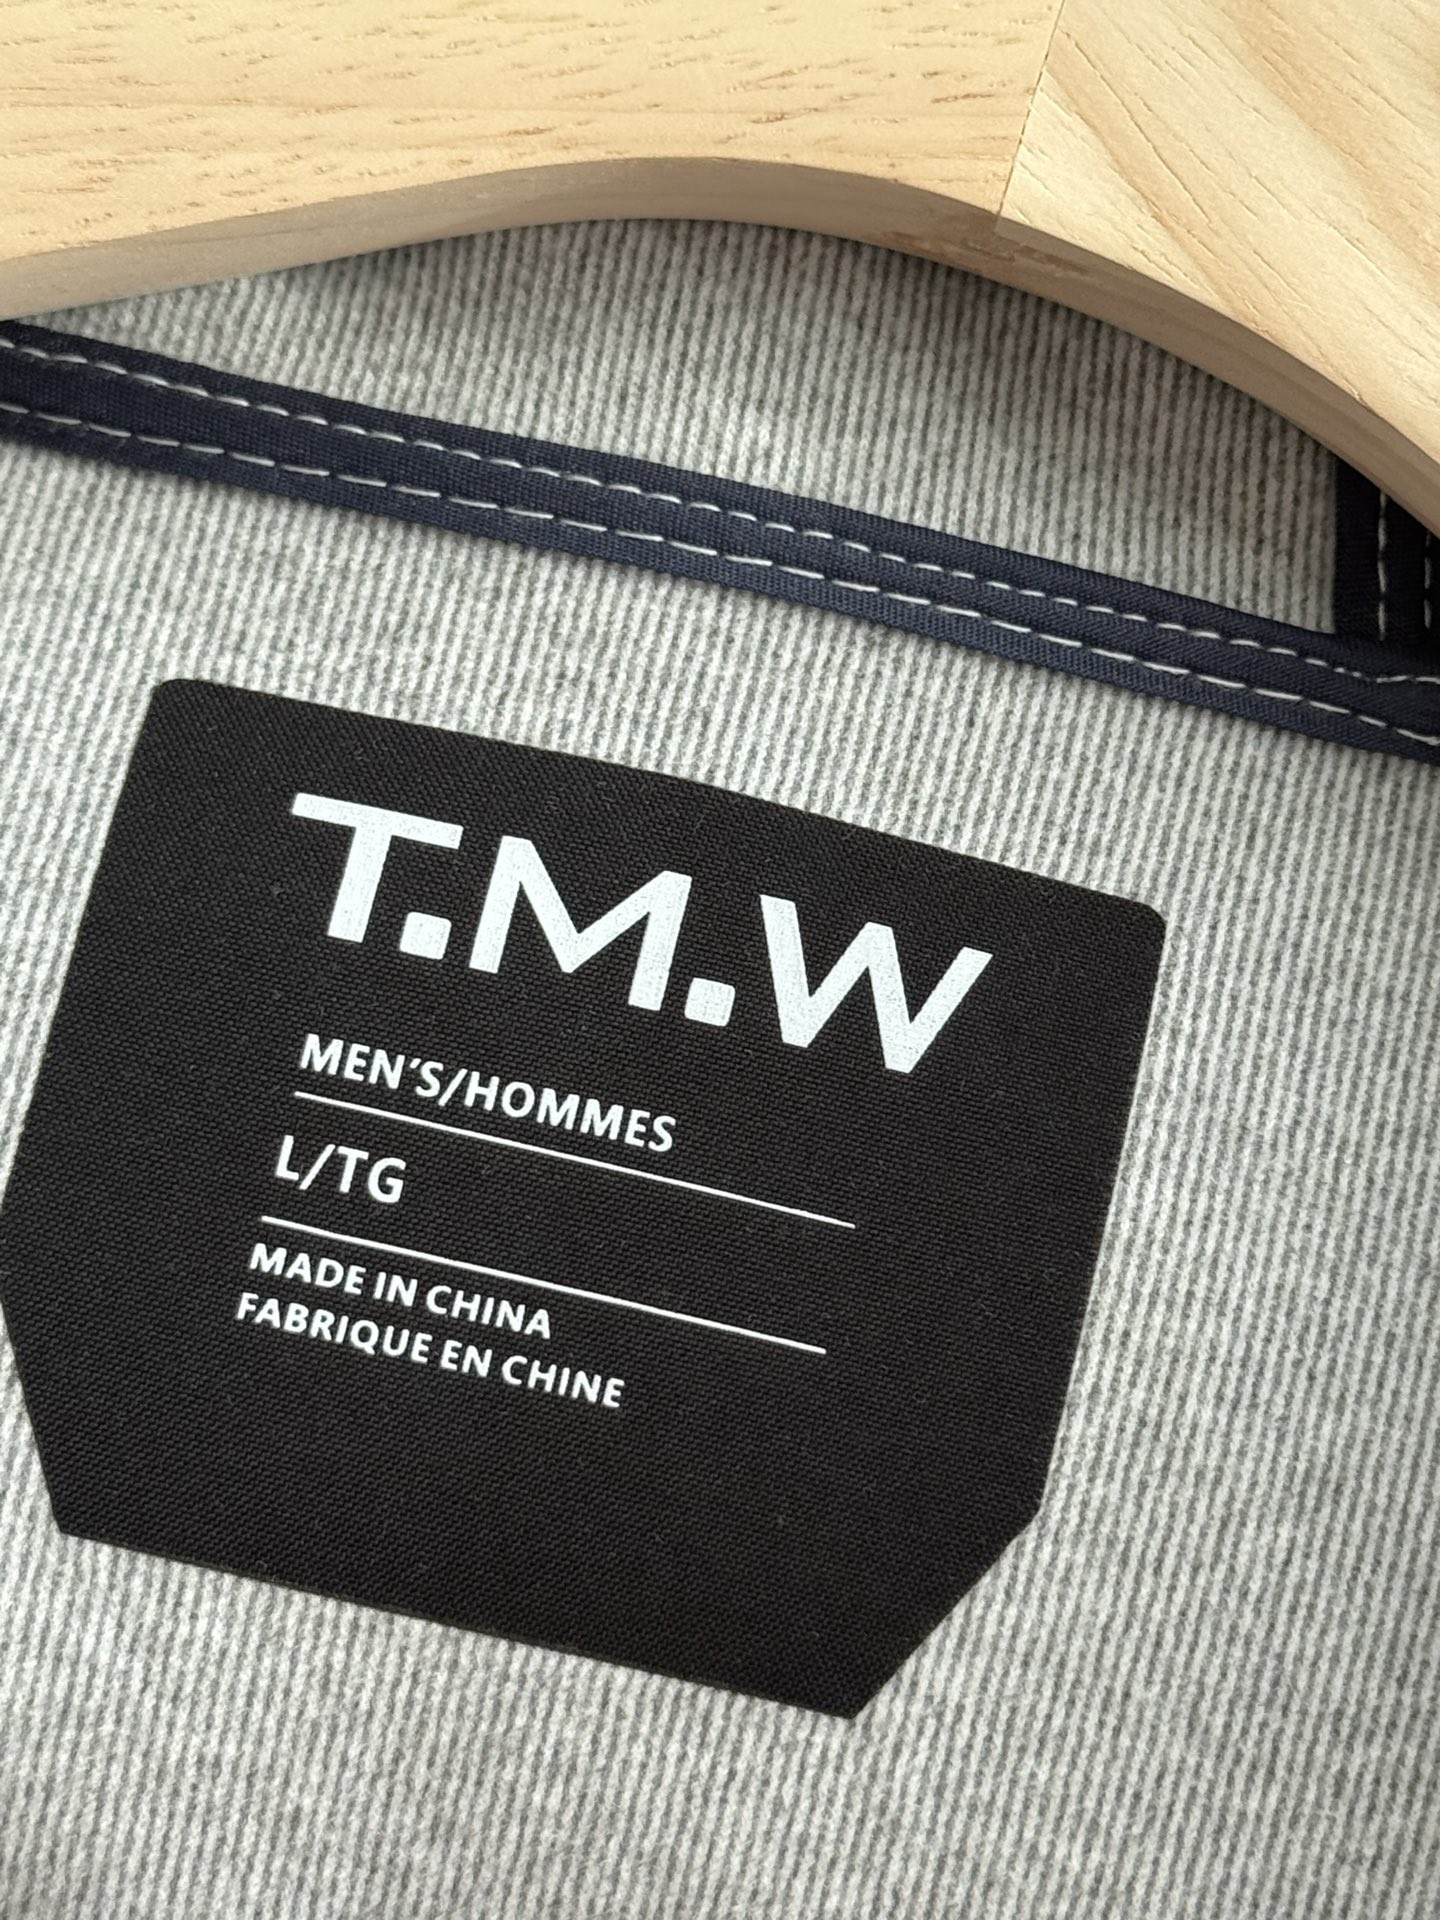 T.M.W
MEN'S/HOMMES
L/TG
MADE IN CHINA
FABRIQUE EN CHINE